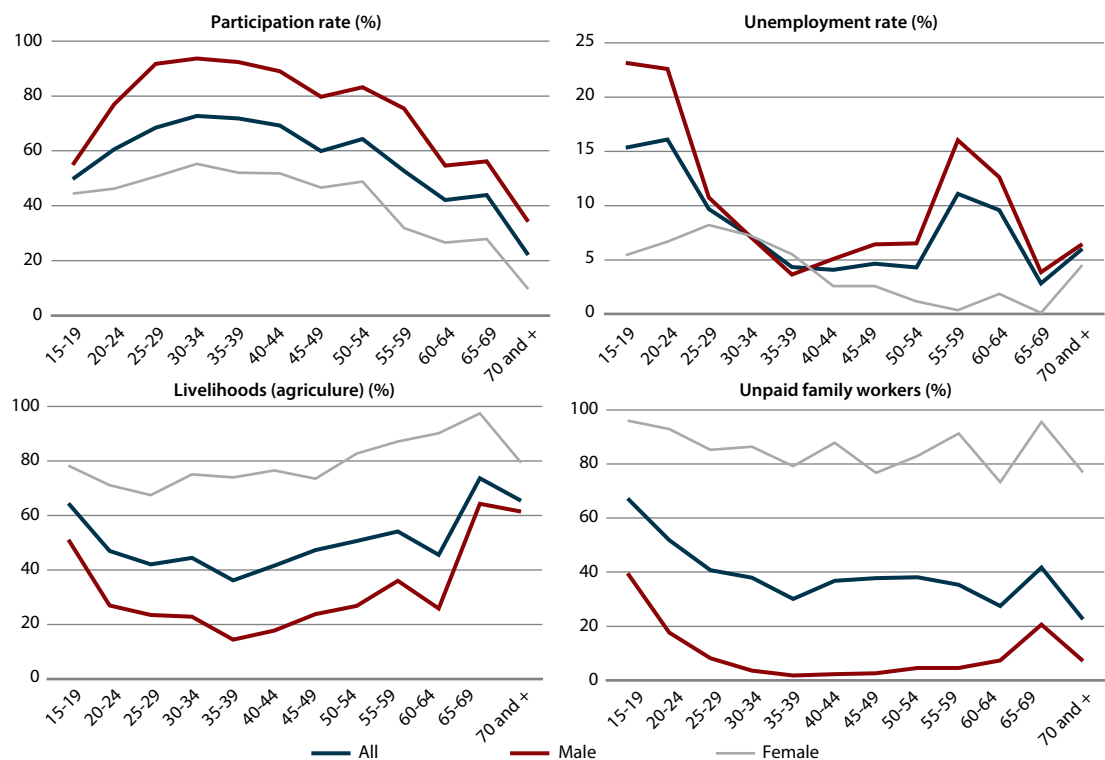 Participation rate (%)
100
80
60
40
20
0
15-19 20-24 25-29 30-34 35-39 40-44 45-49 50-54 55-59 60-64 65-69 70 and +
Unemployment rate (%)
25
20
15
10
5
0
15-19 20-24 25-29 30-34 35-39 40-44 45-49 50-54 55-59 60-64 65-69 70 and +
Livelihoods (agriculure) (%)
100
80
60
40
20
0
15-19 20-24 25-29 30-34 35-39 40-44 45-49 50-54 55-59 60-64 65-69 70 and +
Unpaid family workers (%)
100
80
60
40
20
0
15-19 20-24 25-29 30-34 35-39 40-44 45-49 50-54 55-59 60-64 65-69 70 and +
All Male Female